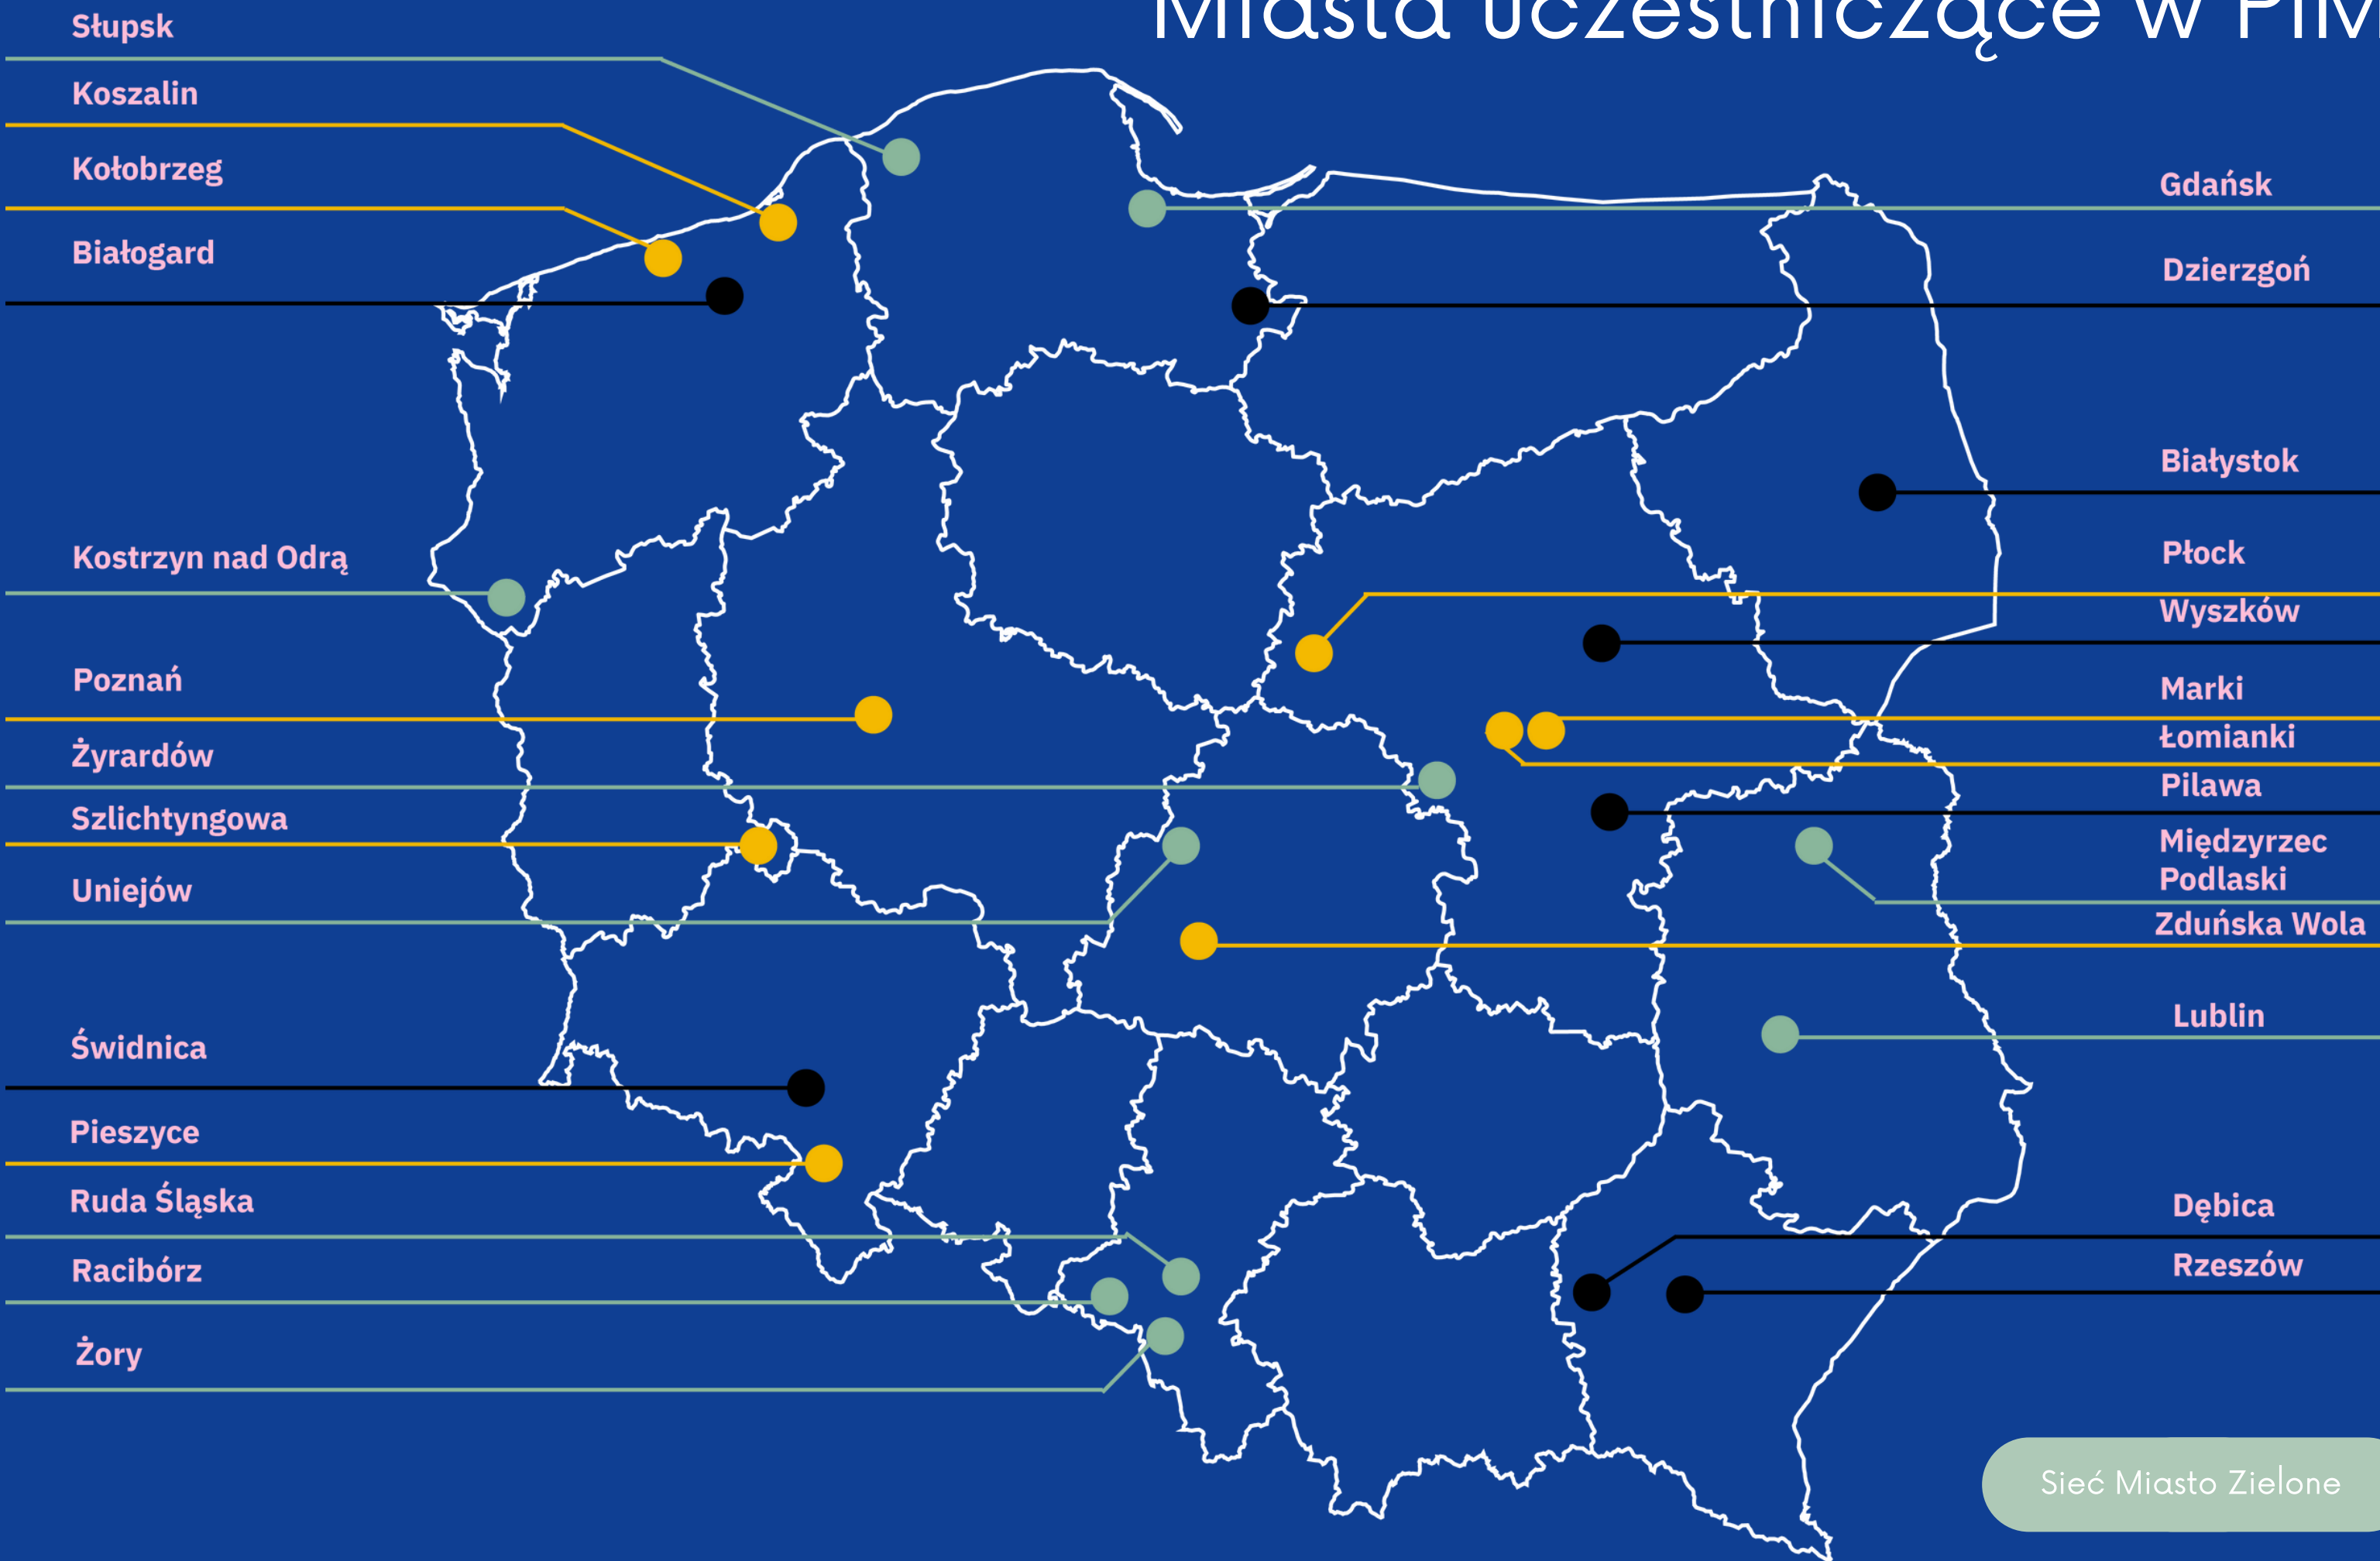 Miasta uczestniczące w PIM
Słupsk
Koszalin
Kołobrzeg
Białogard
Kostrzyn nad Odrą
Poznań
Żyrardów
Szlichtyngowa
Uniejów
Świdnica
Pieszyce
Ruda Śląska
Racibórz
Żory
Gdańsk
Dzierzgoń
Białystok
Płock
Wyszków
Marki
Łomianki
Pilawa
Międzyrzec
Podlaski
Zduńska Wola
Lublin
Dębica
Rzeszów
Sieć Miasto Zielone